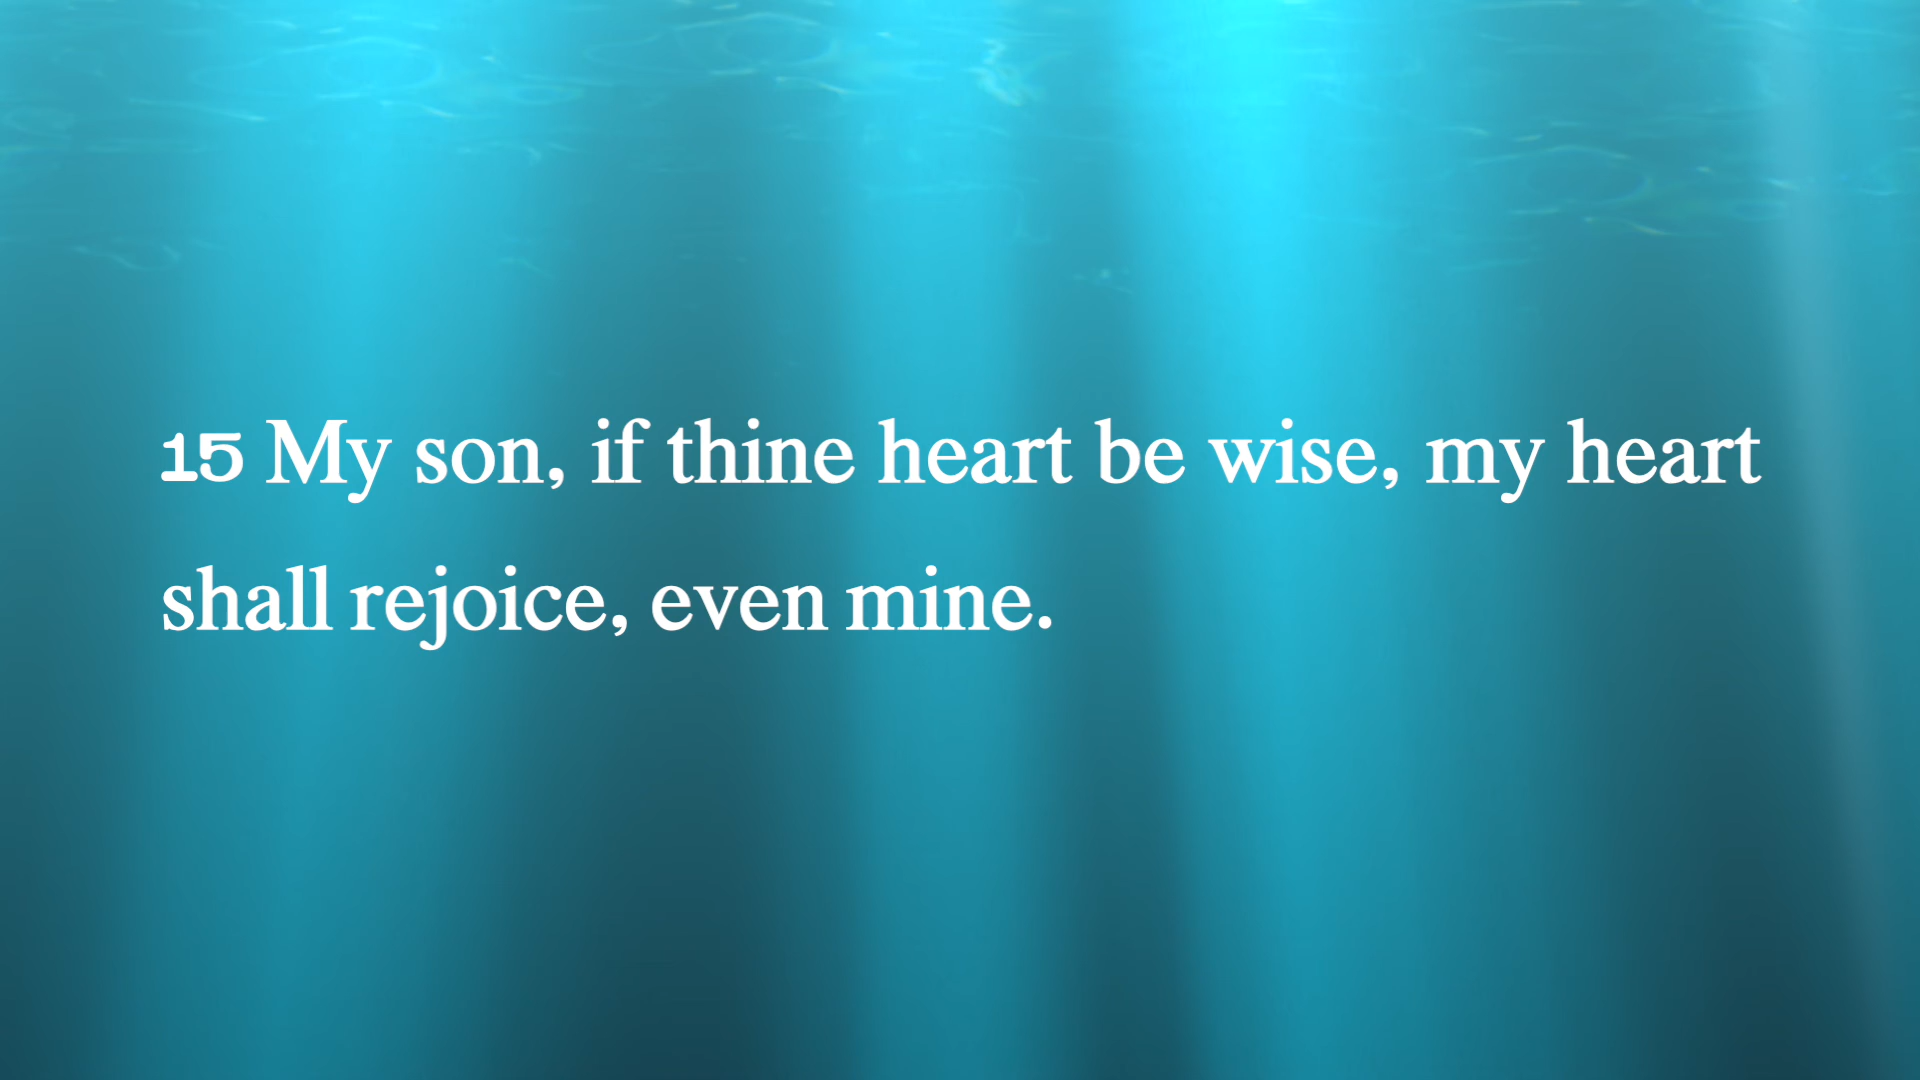 15 My son, if thine heart be wise, my heart
shall rejoice, even mine.